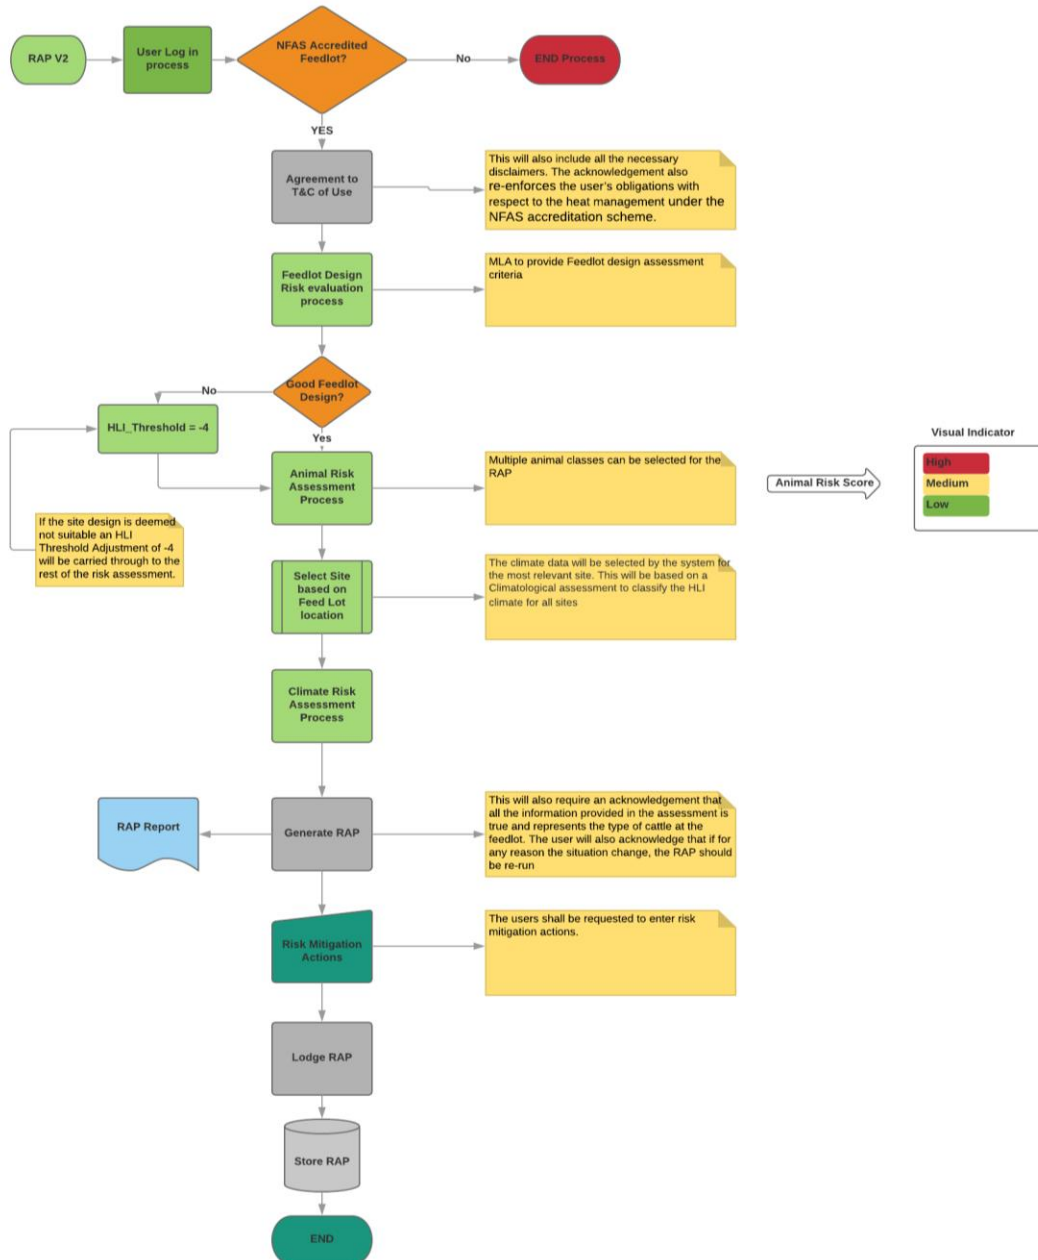 RAP V2
User Log in
process
NFAS Accredited
Feedlot?
No
END Process
YES
Agreement to
T&C of Use
This will also include all the necessary
disclaimers. The acknowledgement also
re-enforces the user's obligations with
respect to the heat management under the
NFAS accreditation scheme.
Feedlot Design
Risk evaluation
process
MLA to provide Feedlot design assessment
criteria
Good Feedlot
Design?
No
Yes
HLI_Threshold = -4
If the site design is deemed
not suitable an HLI
Threshold Adjustment of -4
will be carried through to the
rest of the risk assessment.
Animal Risk
Assessment
Process
Multiple animal classes can be selected for the
RAP
Animal Risk Score
Visual Indicator
High
Medium
Low
Select Site
based on
Feed Lot
location
The climate data will be selected by the system for
the most relevant site. This will be based on a
Climatological assessment to classify the HLI
climate for all sites
Climate Risk
Assessment
Process
RAP Report
Generate RAP
This will also require an acknowledgement that
all the information provided in the assessment is
true and represents the type of cattle at the
feedlot. The user will also acknowledge that if for
any reason the situation change, the RAP should
be re-run
Risk Mitigation
Actions
The users shall be requested to enter risk
mitigation actions.
Lodge RAP
Store RAP
END